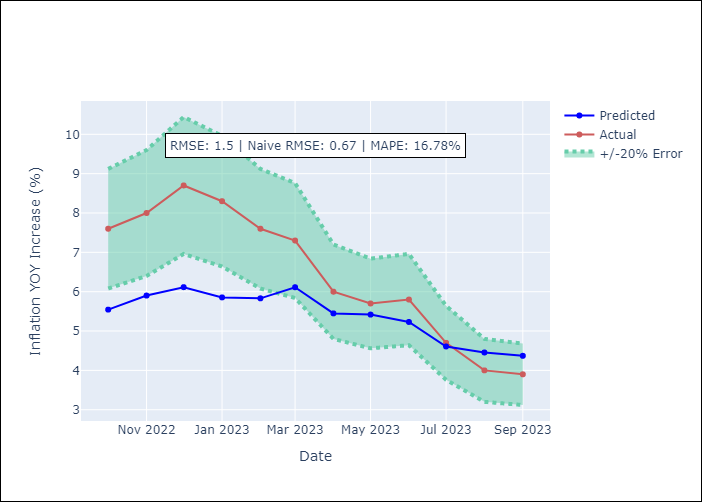 Predicted
Actual
+/-20% Error
RMSE: 1.5 | Naive RMSE: 0.67 | MAPE: 16.78%
10
9
8
7
6
5
4
3
Inflation YOY Increase (%)
Nov 2022 Jan 2023 Mar 2023 May 2023 Jul 2023 Sep 2023
Date